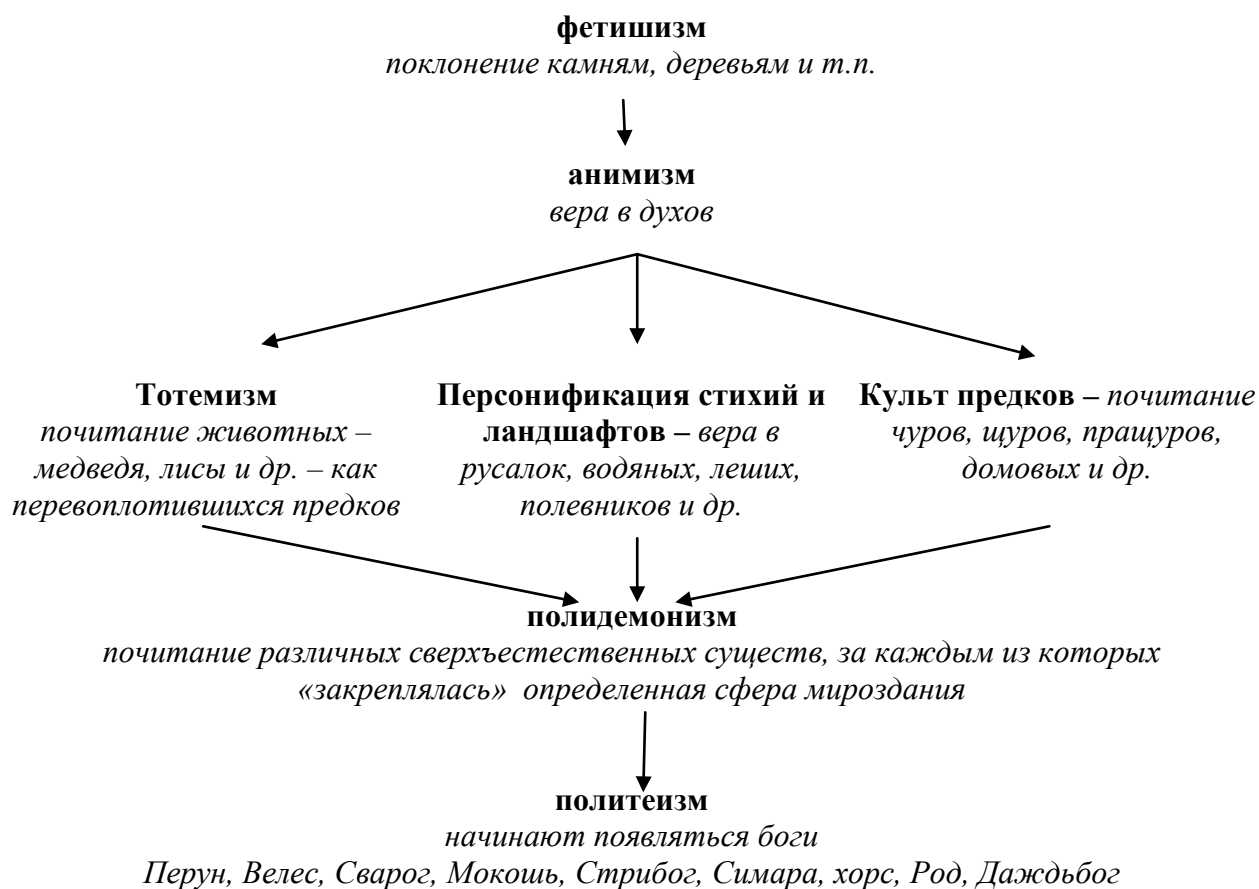 фетишизм
поклонение камням, деревьям и т.п.
анимизм
вера в духов
Тотемизм
почитание животных –
медведя, лисы и др. – как
перевоплотившихся предков
Персонификация стихий и
ландшафтов – вера в
русалок, водяных, леших,
полевников и др.
Культ предков – почитание
чуров, щуров, пращуров,
домовых и др.
полидемонизм
почитание различных сверхъестественных существ, за каждым из которых
«закреплялась» определенная сфера мироздания
политеизм
начинают появляться боги
Перун, Велес, Сварог, Мокошь, Стрибог, Симара, хорс, Род, Даждьбог